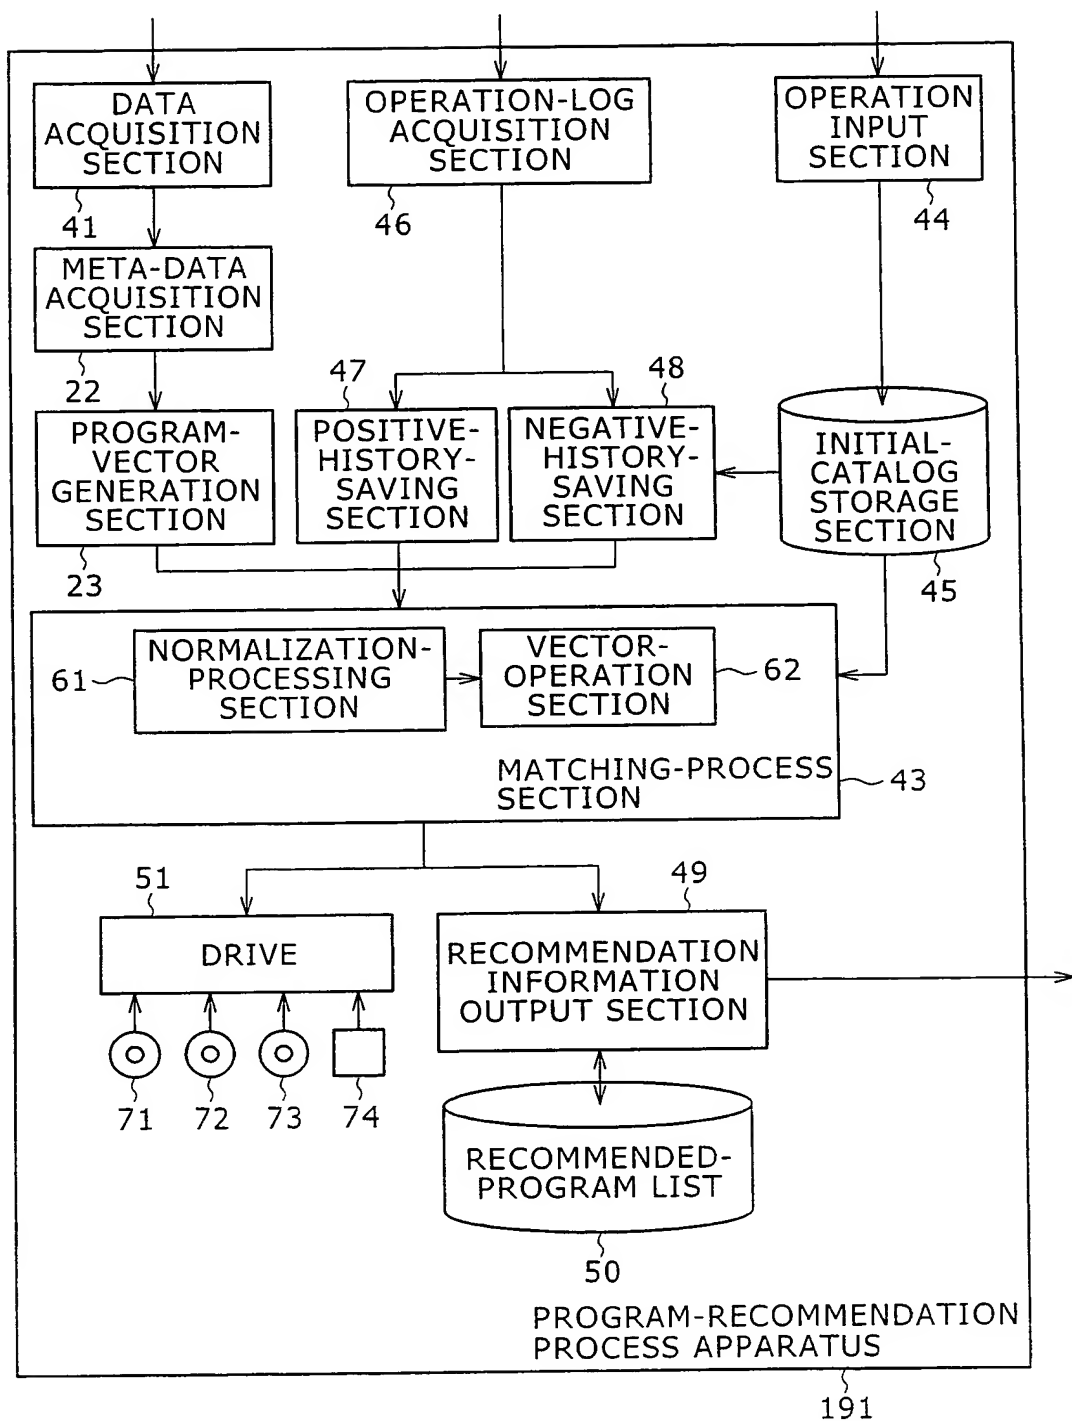 DATA
ACQUISITION
SECTION
41
OPERATION-LOG
ACQUISITION
SECTION
46
OPERATION
INPUT
SECTION
44
META-DATA
ACQUISITION
SECTION
22
47
48
PROGRAM-
VECTOR
GENERATION
SECTION
23
POSITIVE-
HISTORY-
SAVING
SECTION
NEGATIVE-
HISTORY-
SAVING
SECTION
INITIAL-
CATALOG
STORAGE
SECTION
45
61
NORMALIZATION-
PROCESSING
SECTION
VECTOR-
OPERATION
SECTION
62
MATCHING-PROCESS
SECTION
43
51
DRIVE
71
72
73
74
49
RECOMMENDATION
INFORMATION
OUTPUT SECTION
RECOMMENDED-
PROGRAM LIST
50
PROGRAM-RECOMMENDATION
PROCESS APPARATUS
191